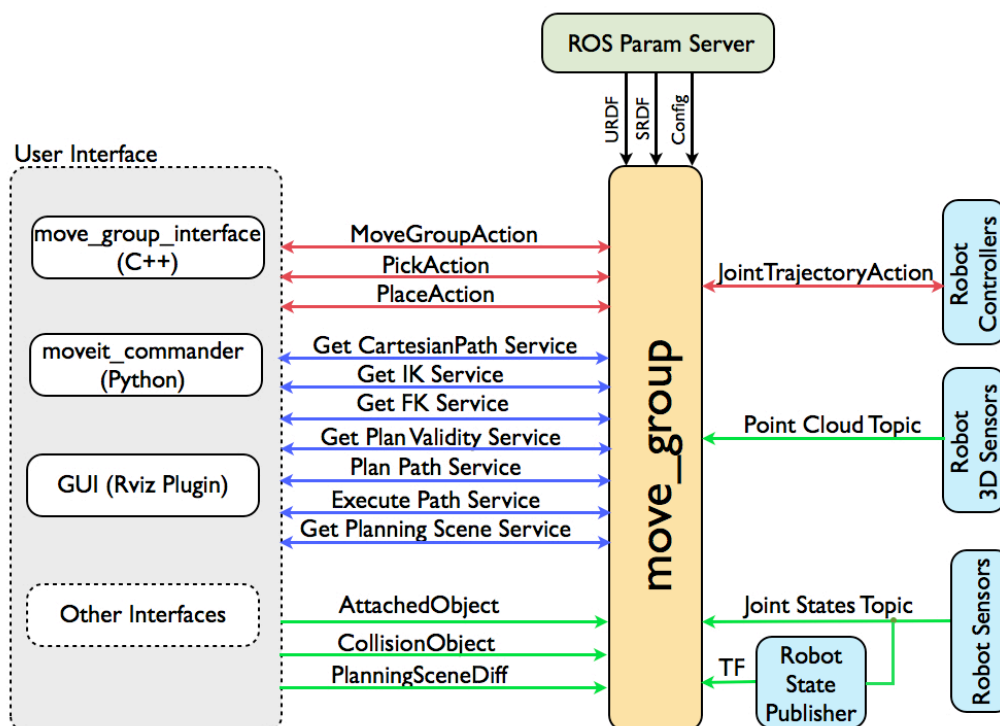 ROS Param Server
URDF
SRDF
Config
User Interface
move_group_interface
(C++)
moveit_commander
(Python)
GUI (Rviz Plugin)
Other Interfaces
MoveGroupAction
PickAction
PlaceAction
Get CartesianPath Service
Get IK Service
Get FK Service
Get Plan Validity Service
Plan Path Service
Execute Path Service
Get Planning Scene Service
AttachedObject
CollisionObject
PlanningSceneDiff
move_group
JointTrajectoryAction
Robot
Controllers
Point Cloud Topic
Robot
3D Sensors
Joint States Topic
Robot Sensors
TF
Robot
State
Publisher